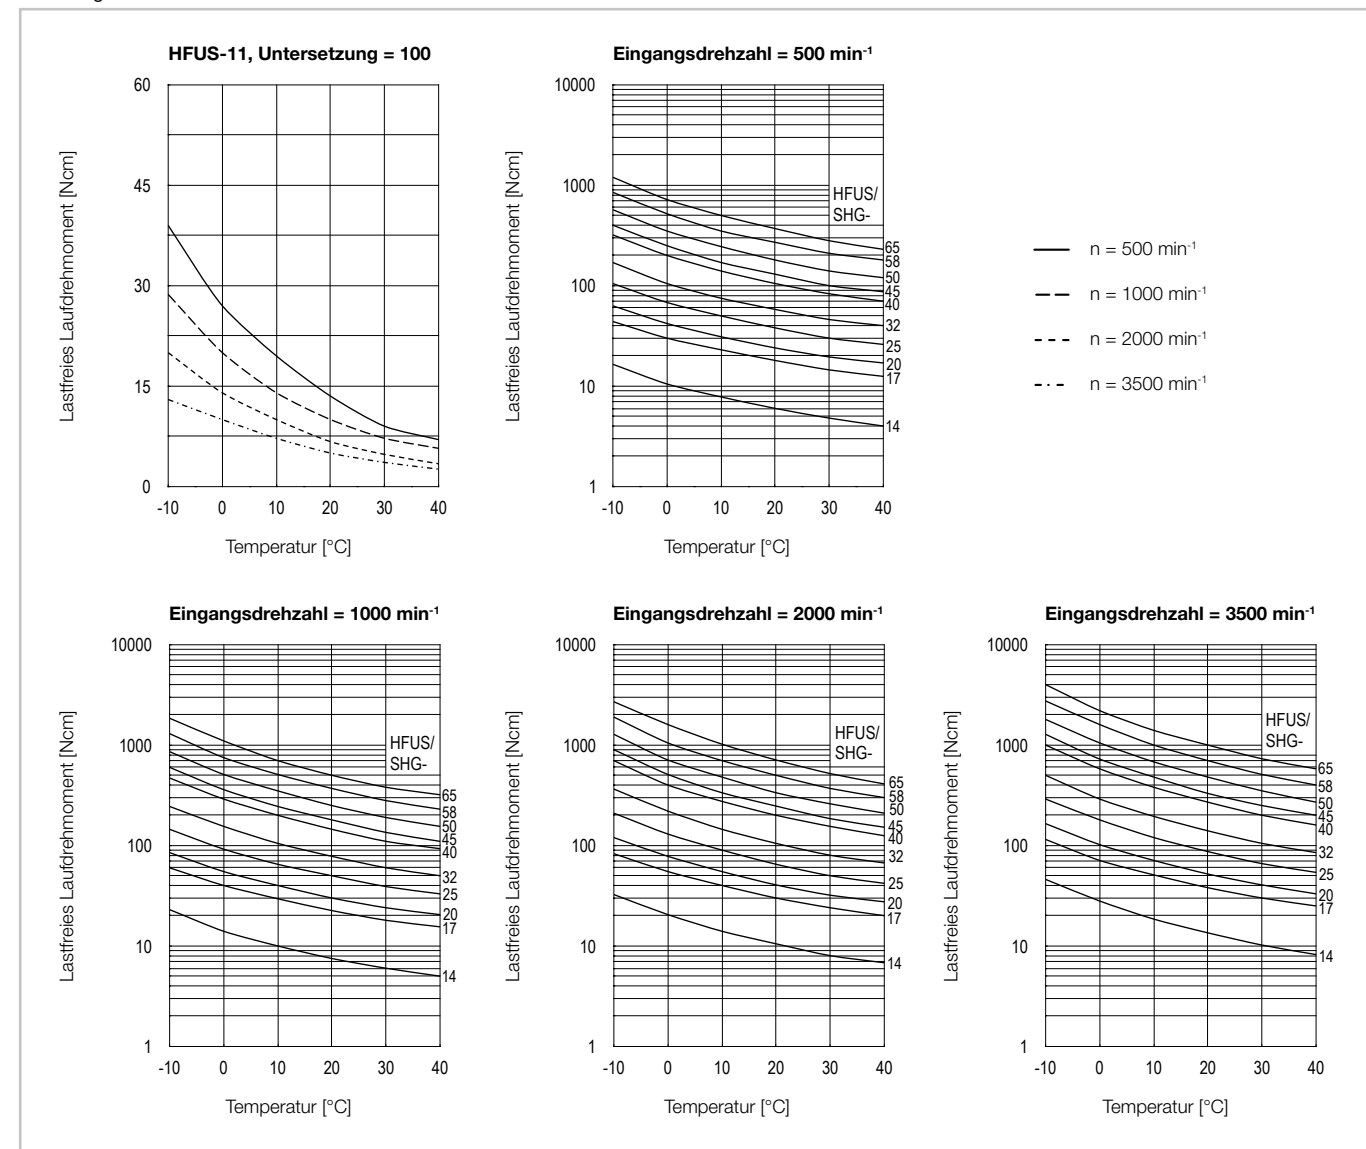 HFUS-11, Untersetzung = 100
60
45
30
15
0
-10 0 10 20 30 40
Lastfreies Laufdrehmoment [Ncm]
Temperatur [°C]
Eingangsdrehzahl = 500 min-1
10000
1000
100
10
1
-10 0 10 20 30 40
Lastfreies Laufdrehmoment [Ncm]
Temperatur [°C]
HFUS/
SHG-
65
58
50
45
40
32
25
20
17
14
n = 500 min-1
n = 1000 min-1
n = 2000 min-1
n = 3500 min-1
Eingangsdrehzahl = 1000 min-1
10000
1000
100
10
1
-10 0 10 20 30 40
Lastfreies Laufdrehmoment [Ncm]
Temperatur [°C]
HFUS/
SHG-
65
58
50
45
40
32
25
20
17
14
Eingangsdrehzahl = 2000 min-1
10000
1000
100
10
1
-10 0 10 20 30 40
Lastfreies Laufdrehmoment [Ncm]
Temperatur [°C]
HFUS/
SHG-
65
58
50
45
40
32
25
20
17
14
Eingangsdrehzahl = 3500 min-1
10000
1000
100
10
1
-10 0 10 20 30 40
Lastfreies Laufdrehmoment [Ncm]
Temperatur [°C]
HFUS/
SHG-
65
58
50
45
40
32
25
20
17
14